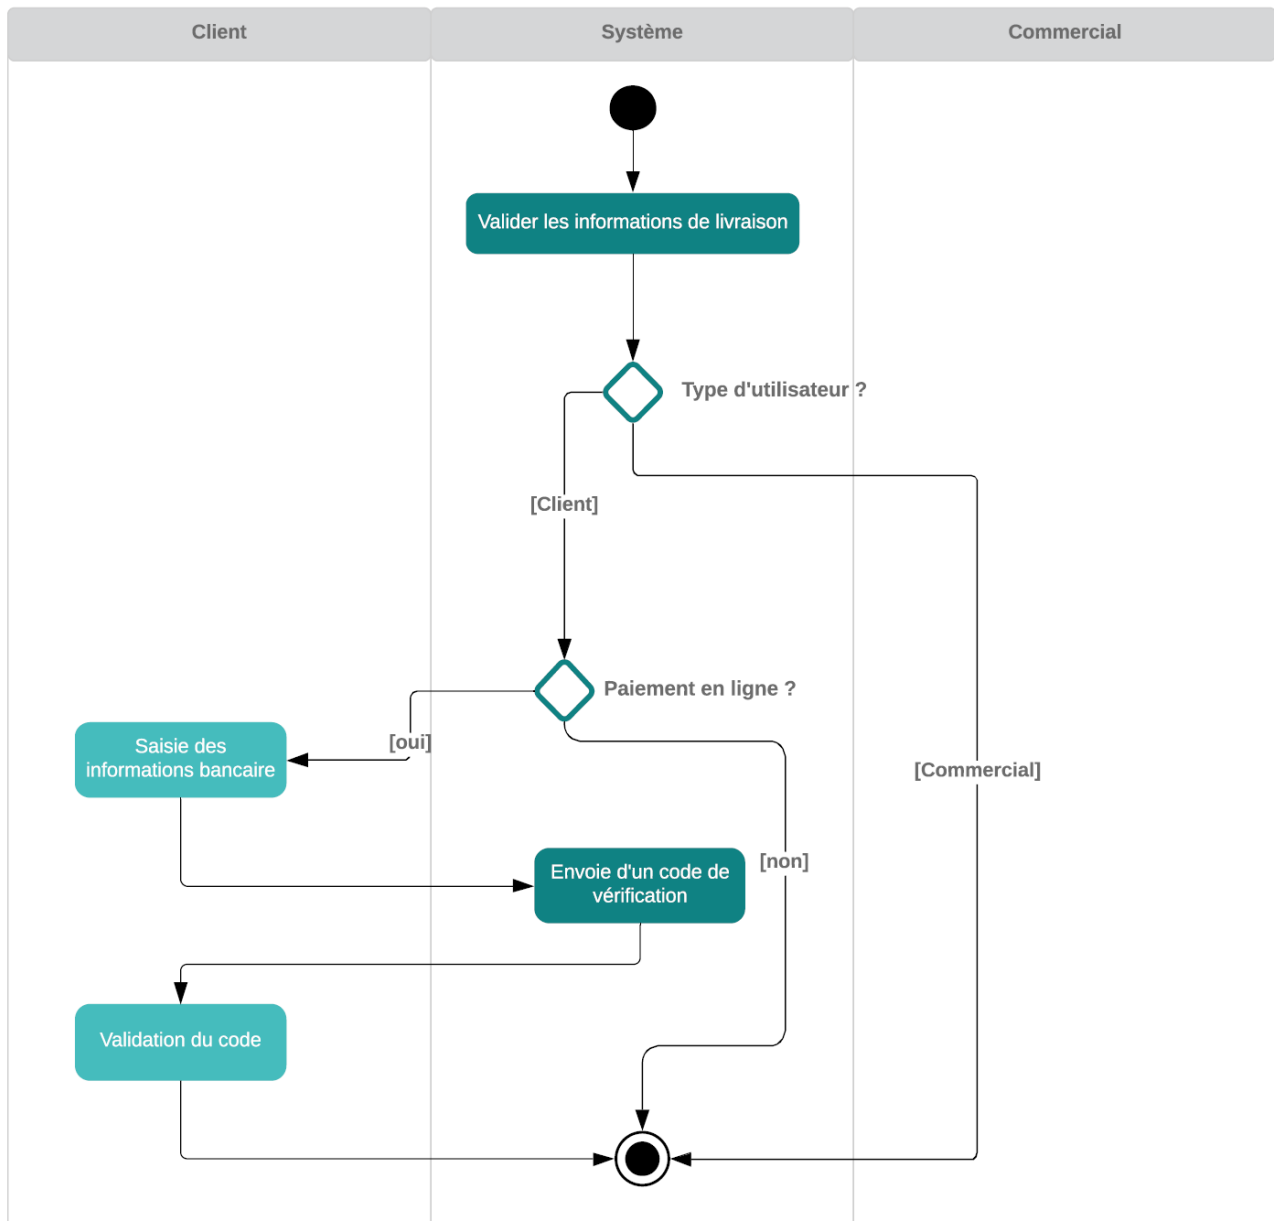 Client
Système
Commercial
Valider les informations de livraison
Type d'utilisateur ?
[Client]
Paiement en ligne ?
[oui]
Saisie des
informations bancaire
[Commercial]
[non]
Envoie d'un code de
vérification
Validation du code